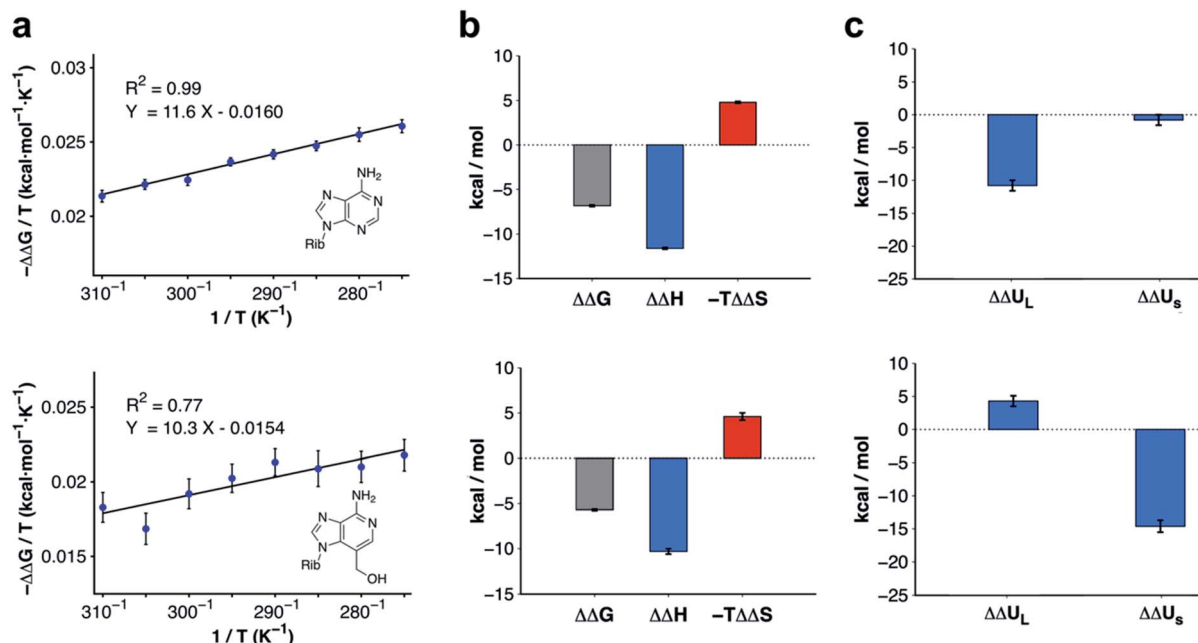 a
b
c
−ΔΔG / T (kcal·mol⁻¹·K⁻¹)
0.03
0.025
0.02
R² = 0.99
Y = 11.6 X - 0.0160
NH₂
N
N
N
N
Rib
310⁻¹
300⁻¹
290⁻¹
280⁻¹
1 / T (K⁻¹)
kcal / mol
10
5
0
−5
−10
−15
ΔΔG
ΔΔH
−TΔΔS
kcal / mol
10
5
0
−5
−10
−15
−20
−25
ΔΔU_L
ΔΔU_s
−ΔΔG / T (kcal·mol⁻¹·K⁻¹)
0.025
0.02
0.015
R² = 0.77
Y = 10.3 X - 0.0154
NH₂
N
N
N
Rib
OH
310⁻¹
300⁻¹
290⁻¹
280⁻¹
1 / T (K⁻¹)
kcal / mol
10
5
0
−5
−10
−15
ΔΔG
ΔΔH
−TΔΔS
kcal / mol
10
5
0
−5
−10
−15
−20
−25
ΔΔU_L
ΔΔU_s